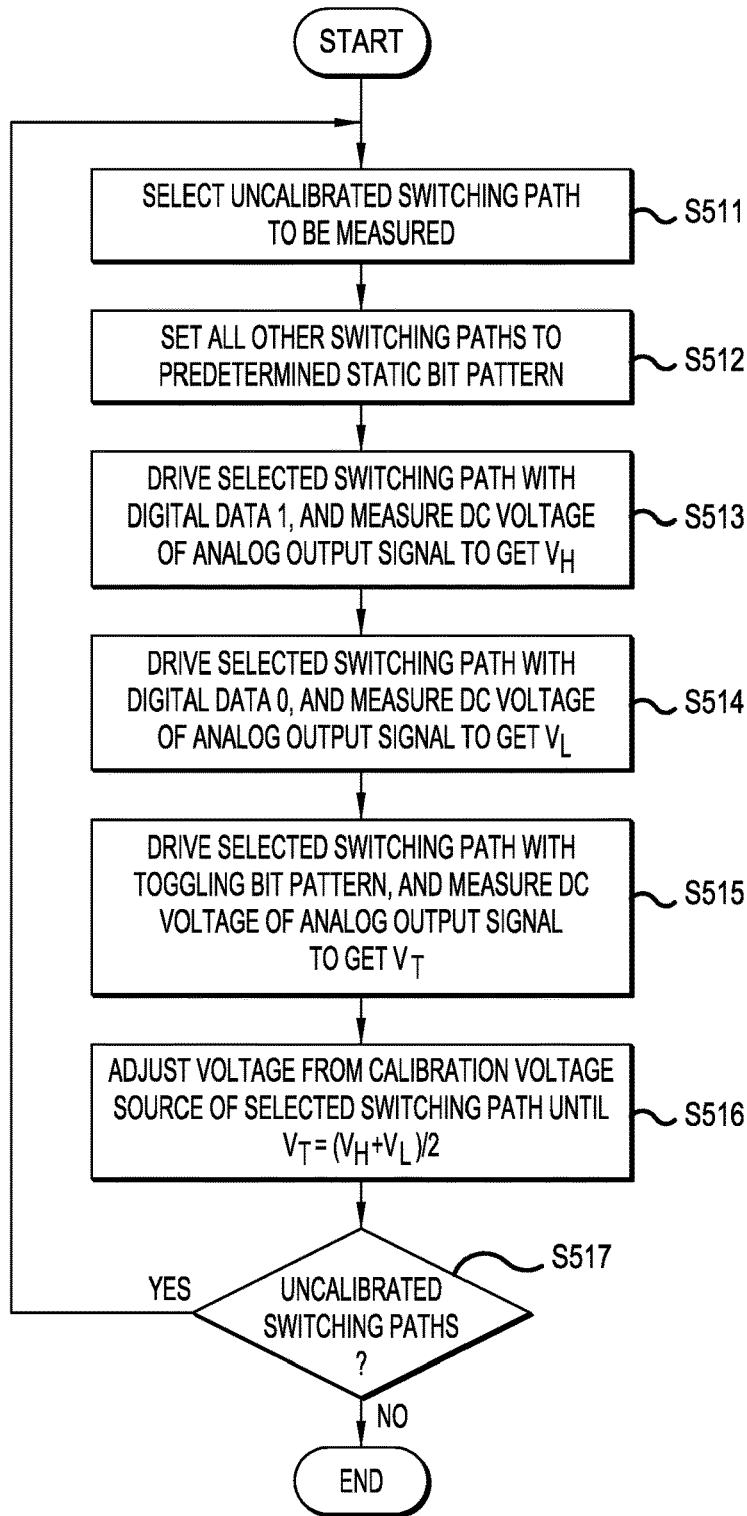 START
SELECT UNCALIBRATED SWITCHING PATH
TO BE MEASURED
S511
SET ALL OTHER SWITCHING PATHS TO
PREDETERMINED STATIC BIT PATTERN
S512
DRIVE SELECTED SWITCHING PATH WITH
DIGITAL DATA 1, AND MEASURE DC VOLTAGE
OF ANALOG OUTPUT SIGNAL TO GET VH
S513
DRIVE SELECTED SWITCHING PATH WITH
DIGITAL DATA 0, AND MEASURE DC VOLTAGE
OF ANALOG OUTPUT SIGNAL TO GET VL
S514
DRIVE SELECTED SWITCHING PATH WITH
TOGGLING BIT PATTERN, AND MEASURE DC
VOLTAGE OF ANALOG OUTPUT SIGNAL
TO GET VT
S515
ADJUST VOLTAGE FROM CALIBRATION VOLTAGE
SOURCE OF SELECTED SWITCHING PATH UNTIL
VT = (VH+VL)/2
S516
S517
YES
UNCALIBRATED
SWITCHING PATHS
?
NO
END